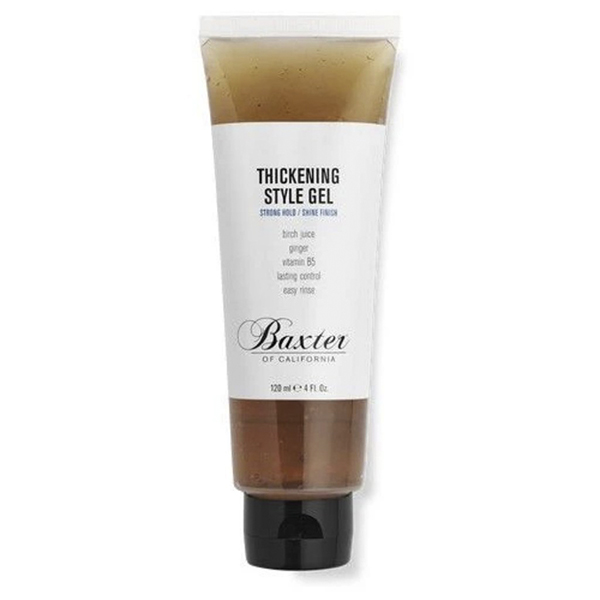 THICKENING
STYLE GEL
STRONG HOLD / SHINE FINISH
birch juice
ginger
vitamin B5
lasting control
easy rinse
Baxter
OF CALIFORNIA
120 ml ℮ 4 Fl. Oz.